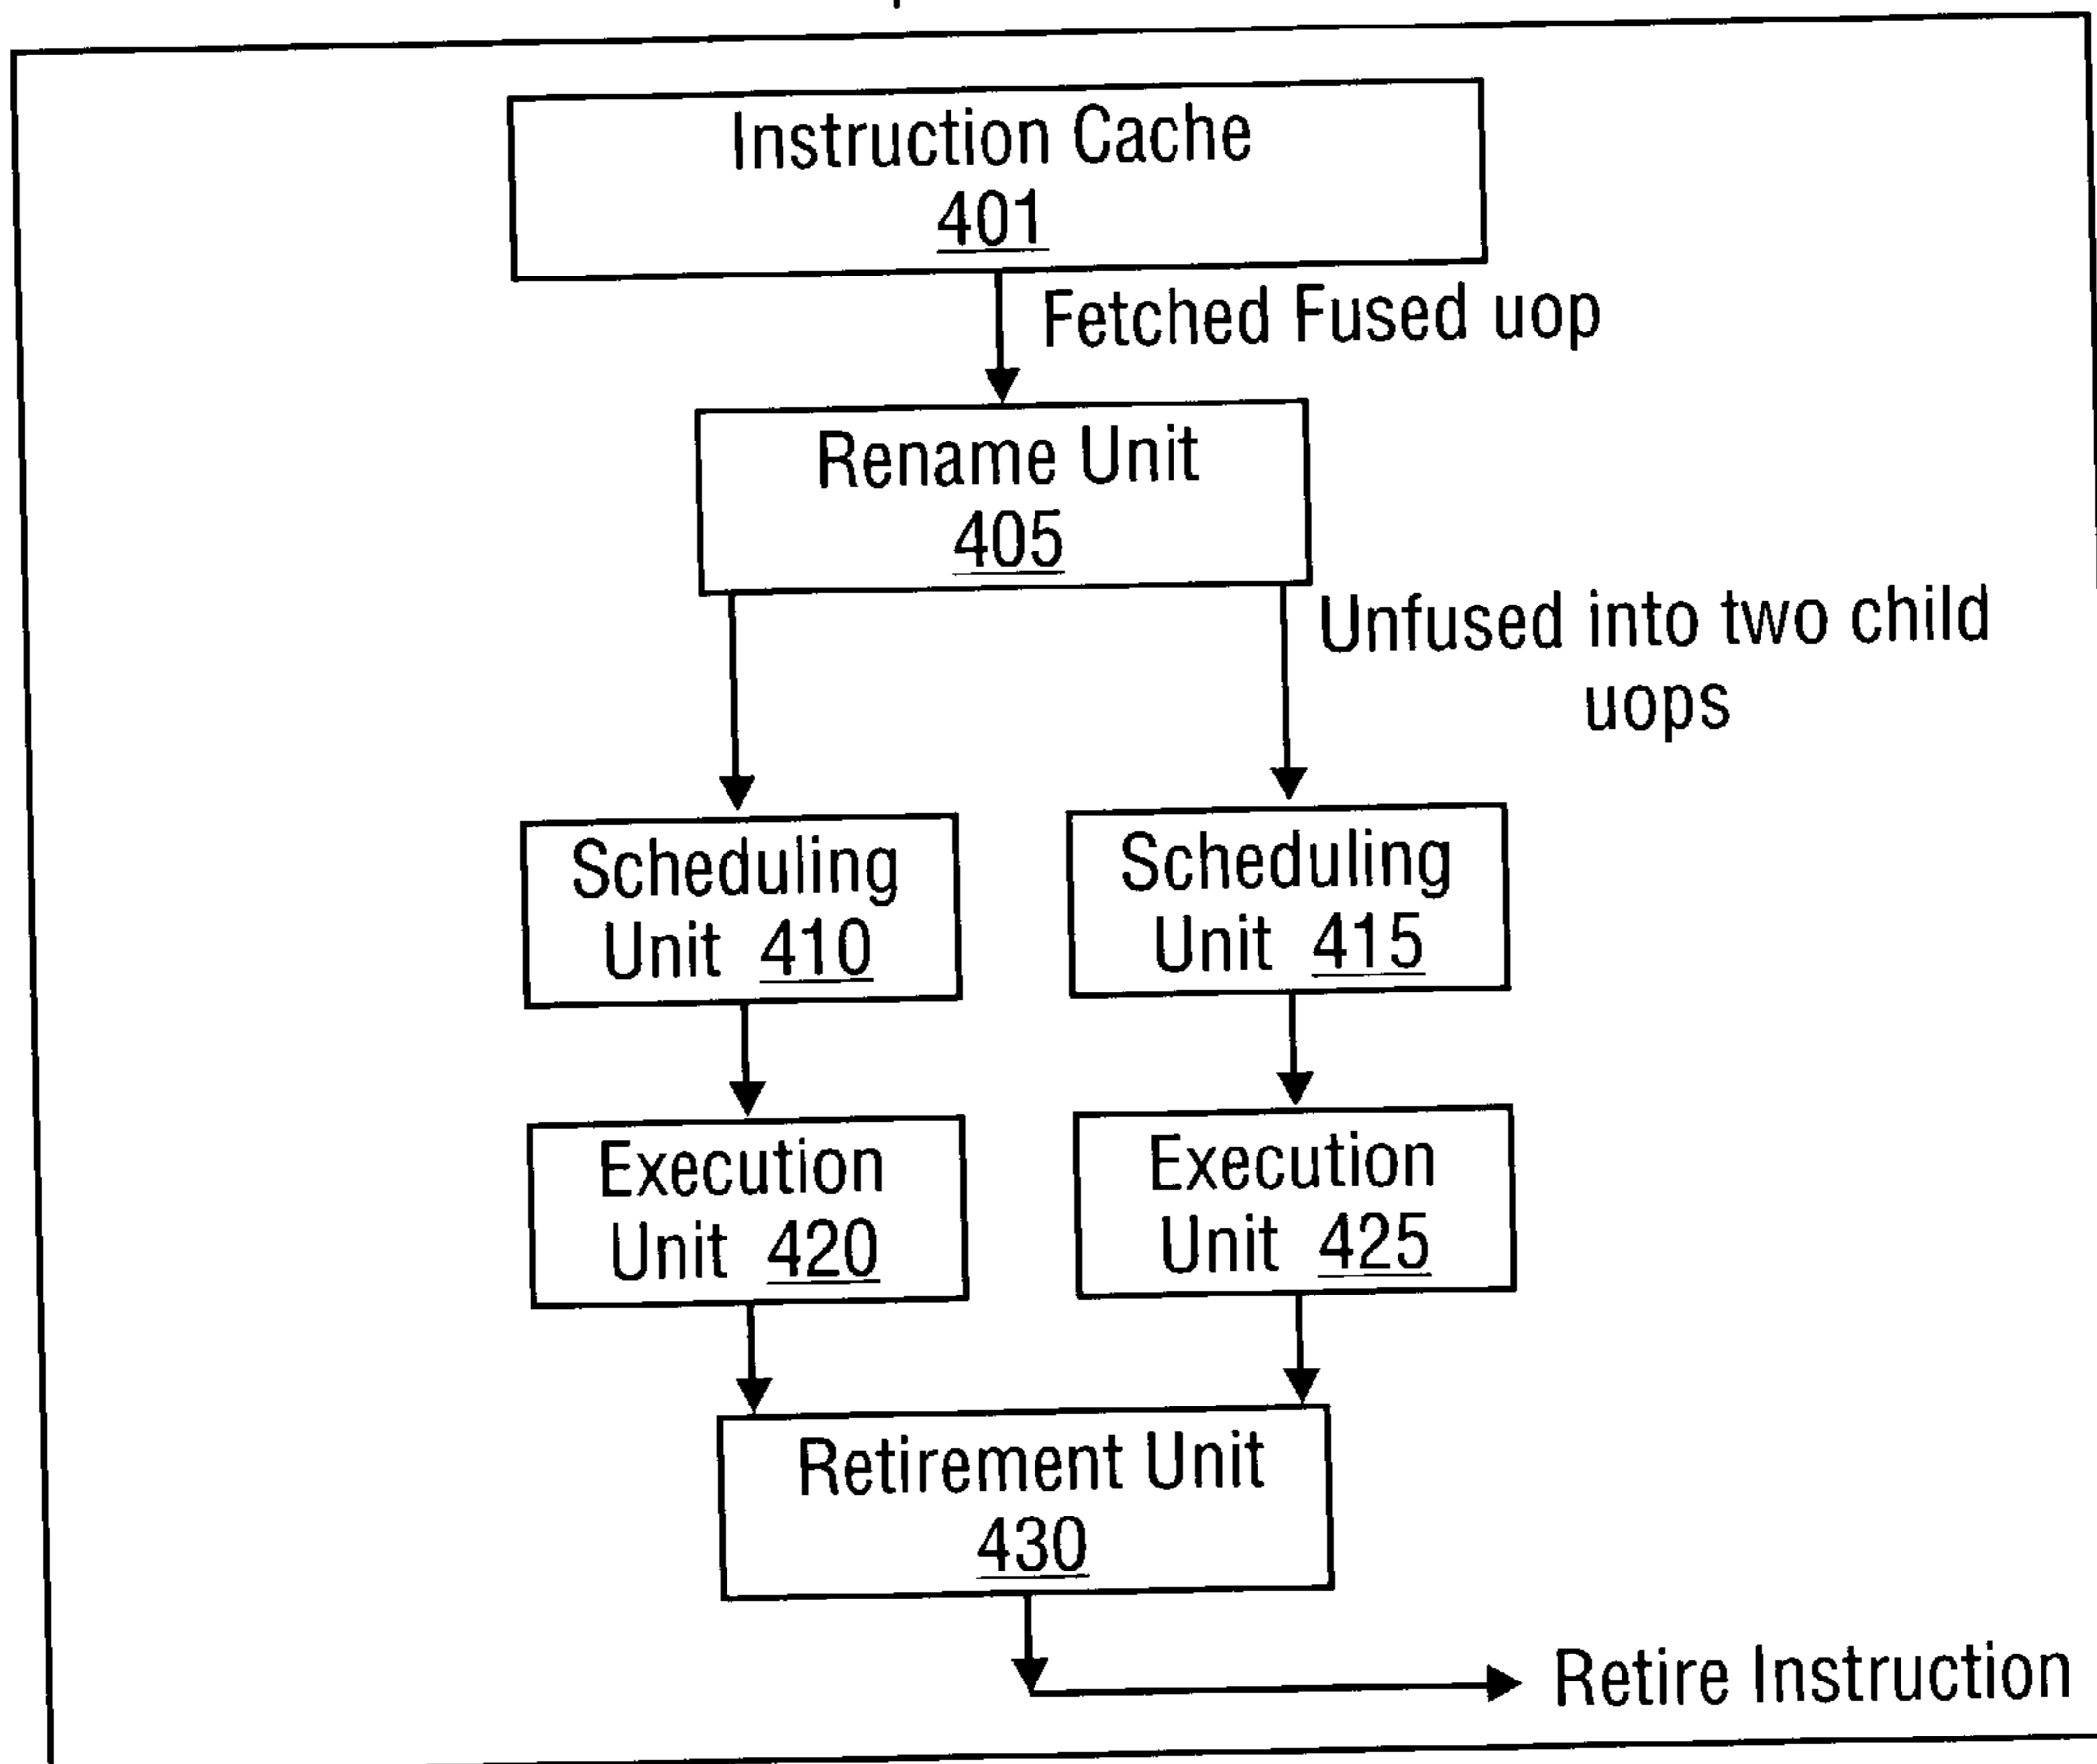 Instruction Cache
401
Fetched Fused uop
Rename Unit
405
Unfused into two child
uops
Scheduling
Unit 410
Scheduling
Unit 415
Execution
Unit 420
Execution
Unit 425
Retirement Unit
430
Retire Instruction